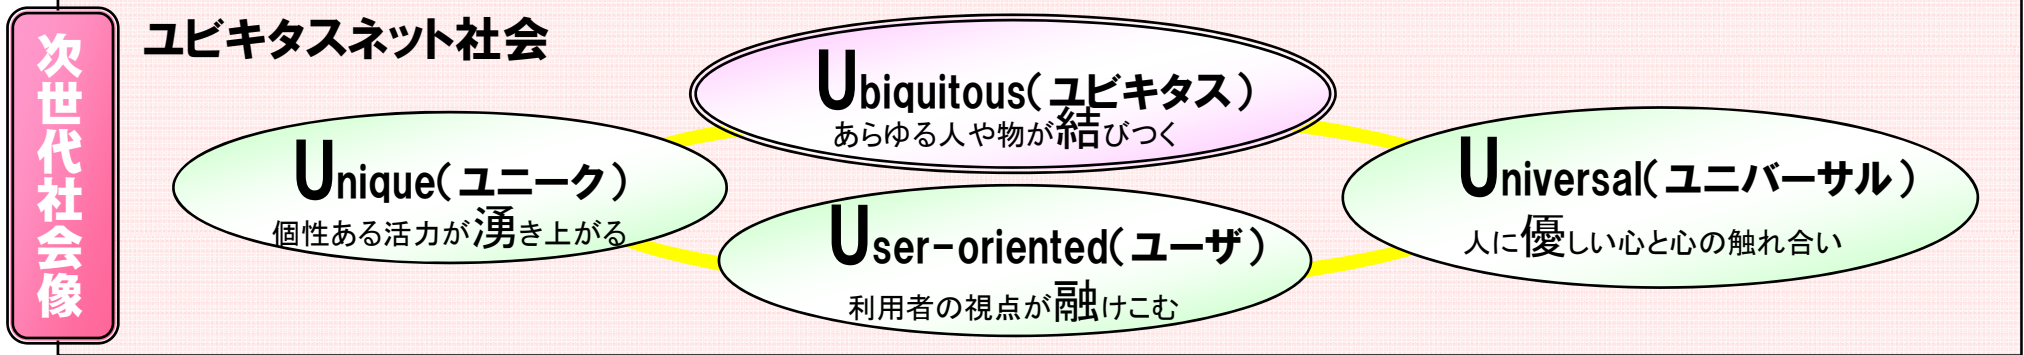 次世代社会像
ユビキタスネット社会
Ubiquitous(ユビキタス)
あらゆる人や物が結びつく
Unique(ユニーク)
個性ある活力が湧き上がる
Universal(ユニバーサル)
人に優しい心と心の触れ合い
User-oriented(ユーザ)
利用者の視点が融けこむ